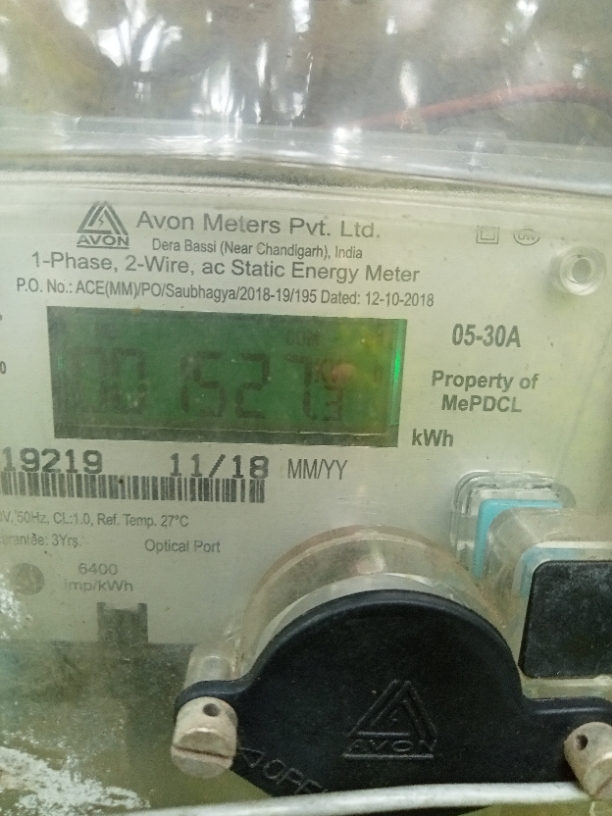 AVON
Avon Meters Pvt. Ltd.
Dera Bassi (Near Chandigarh), India
1-Phase, 2-Wire, ac Static Energy Meter
P.O. No.: ACE(MM)/PO/Saubhagya/2018-19/195 Dated: 12-10-2018
05-30A
Property of
MePDCL
kWh
19219 11/18 MM/YY
V, 50Hz, CL:1.0, Ref. Temp. 27°C
3Yrs.
Optical Port
6400
imp/kWh
AVON